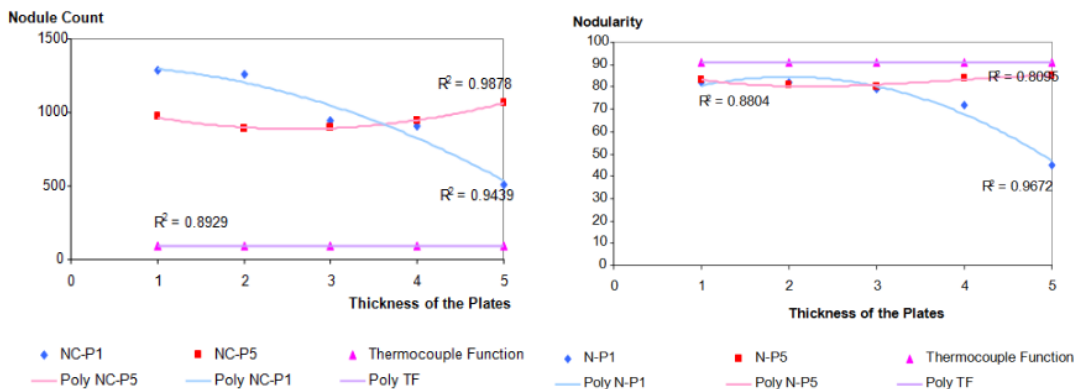 Nodule Count
1500
1000
500
0
0 1 2 3 4 5
R² = 0.9878
R² = 0.9439
R² = 0.8929
Thickness of the Plates
NC-P1 NC-P5 Thermocouple Function
Poly NC-P5 Poly NC-P1 Poly TF
Nodularity
100
90
80
70
60
50
40
30
20
10
0
0 1 2 3 4 5
R² = 0.8095
R² = 0.8804
R² = 0.9672
Thickness of the Plates
N-P1 N-P5 Thermocouple Function
Poly N-P1 Poly N-P5 Poly TF